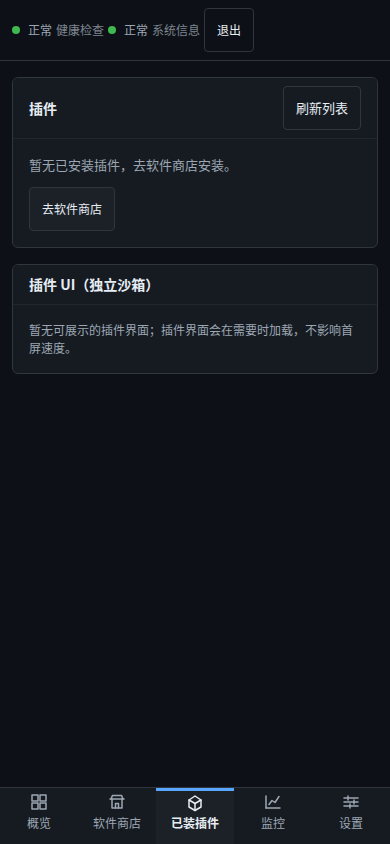 正常 健康检查 正常 系统信息 退出
插件 刷新列表
暂无已安装插件，去软件商店安装。
去软件商店
插件 UI（独立沙箱）
暂无可展示的插件界面；插件界面会在需要时加载，不影响首
屏速度。
概览 软件商店 已装插件 监控 设置